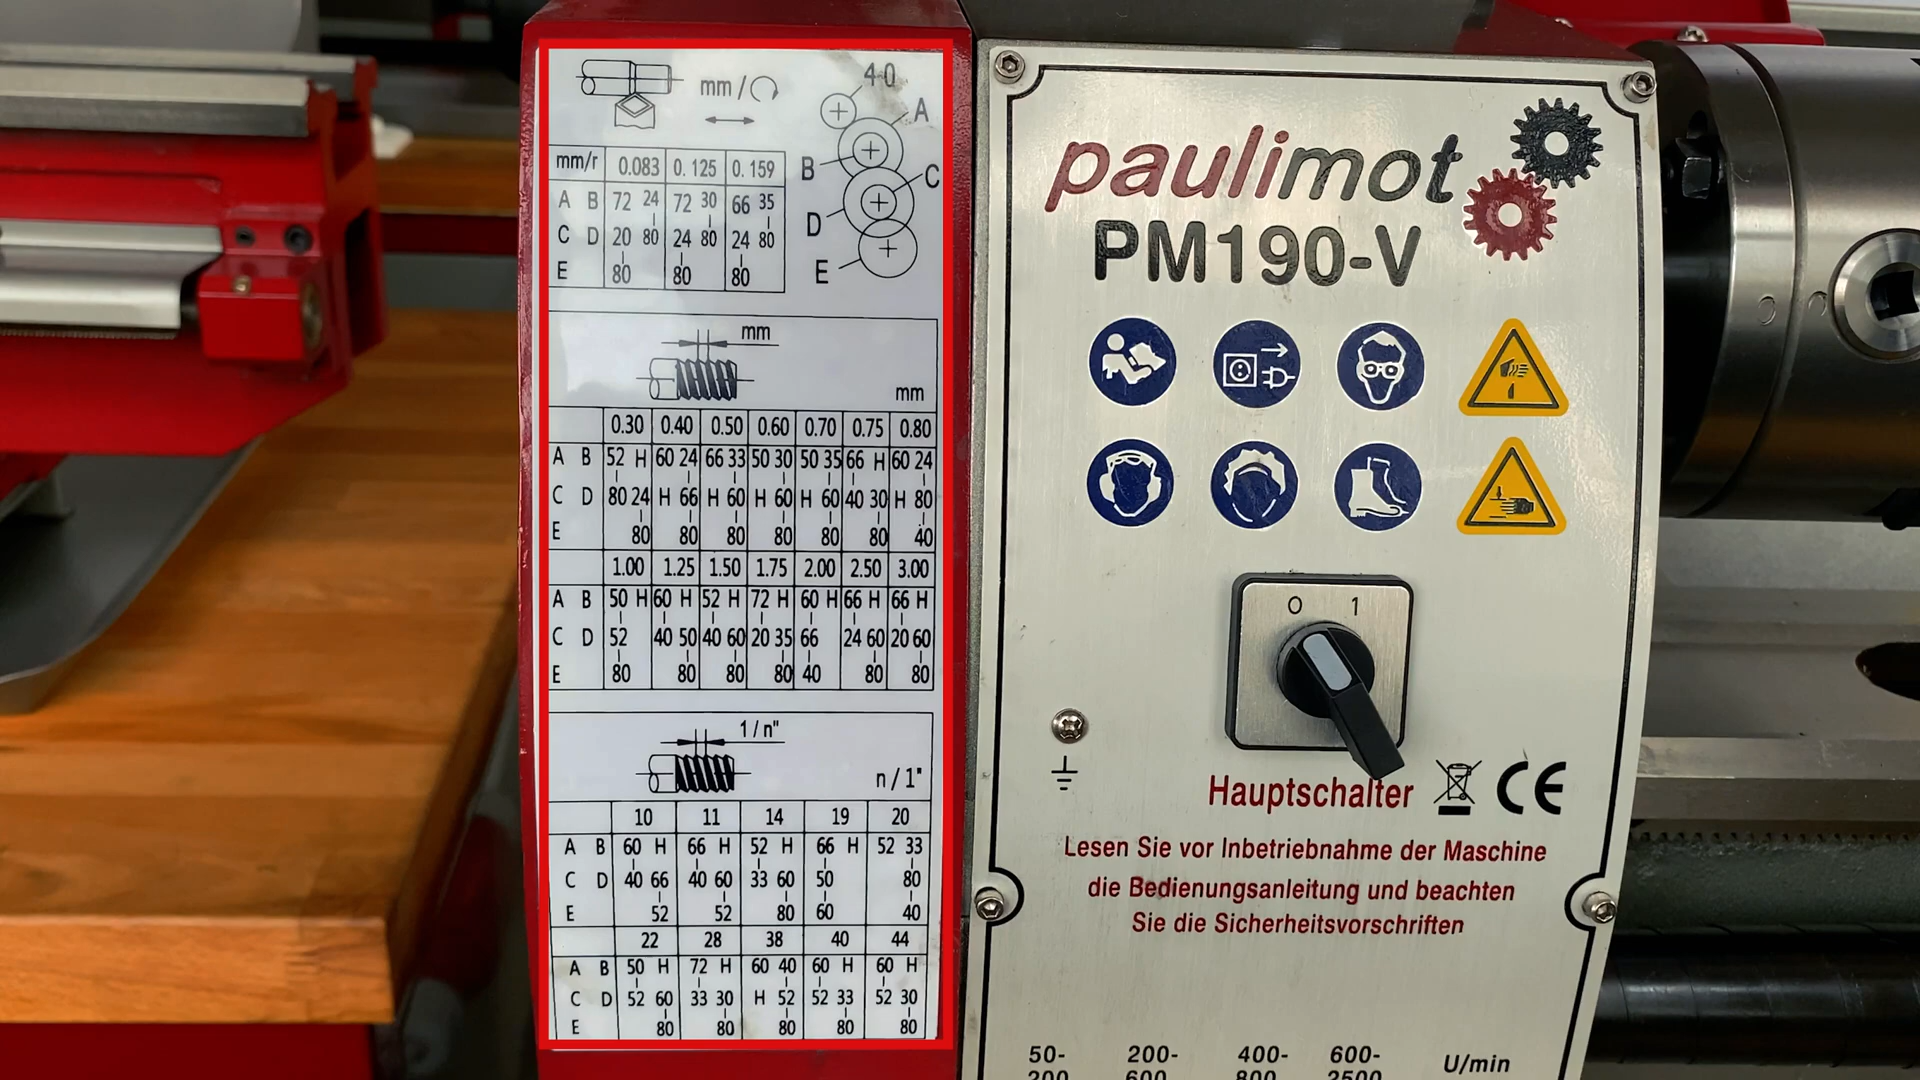 mm / 40
A
B
C
D
E
mm/r 0.083 0.125 0.159
A B 72 24 72 30 66 35
C D 20 80 24 80 24 80
E 80 80 80
mm
mm
0.30 0.40 0.50 0.60 0.70 0.75 0.80
A B 52 H 60 24 66 33 50 30 50 35 66 H 60 24
C D 80 24 H 66 H 60 H 60 H 60 40 30 H 80
E 80 80 80 80 80 80 40
1.00 1.25 1.50 1.75 2.00 2.50 3.00
A B 50 H 60 H 52 H 72 H 60 H 66 H 66 H
C D 52 40 50 40 60 20 35 66 24 60 20 60
E 80 80 80 80 40 80 80
1/n"
n/1"
10 11 14 19 20
A B 60 H 66 H 52 H 66 H 52 33
C D 40 66 40 60 33 60 50 80
E 52 52 80 60 40
22 28 38 40 44
A B 50 H 72 H 60 40 60 H 60 H
C D 52 60 33 30 H 52 52 33 52 30
E 80 80 80 80 80
paulimot
PM190-V
0 1
Hauptschalter CE
Lesen Sie vor Inbetriebnahme der Maschine
die Bedienungsanleitung und beachten
Sie die Sicherheitsvorschriften
50- 200- 400- 600- U/min
200 600 800 2500